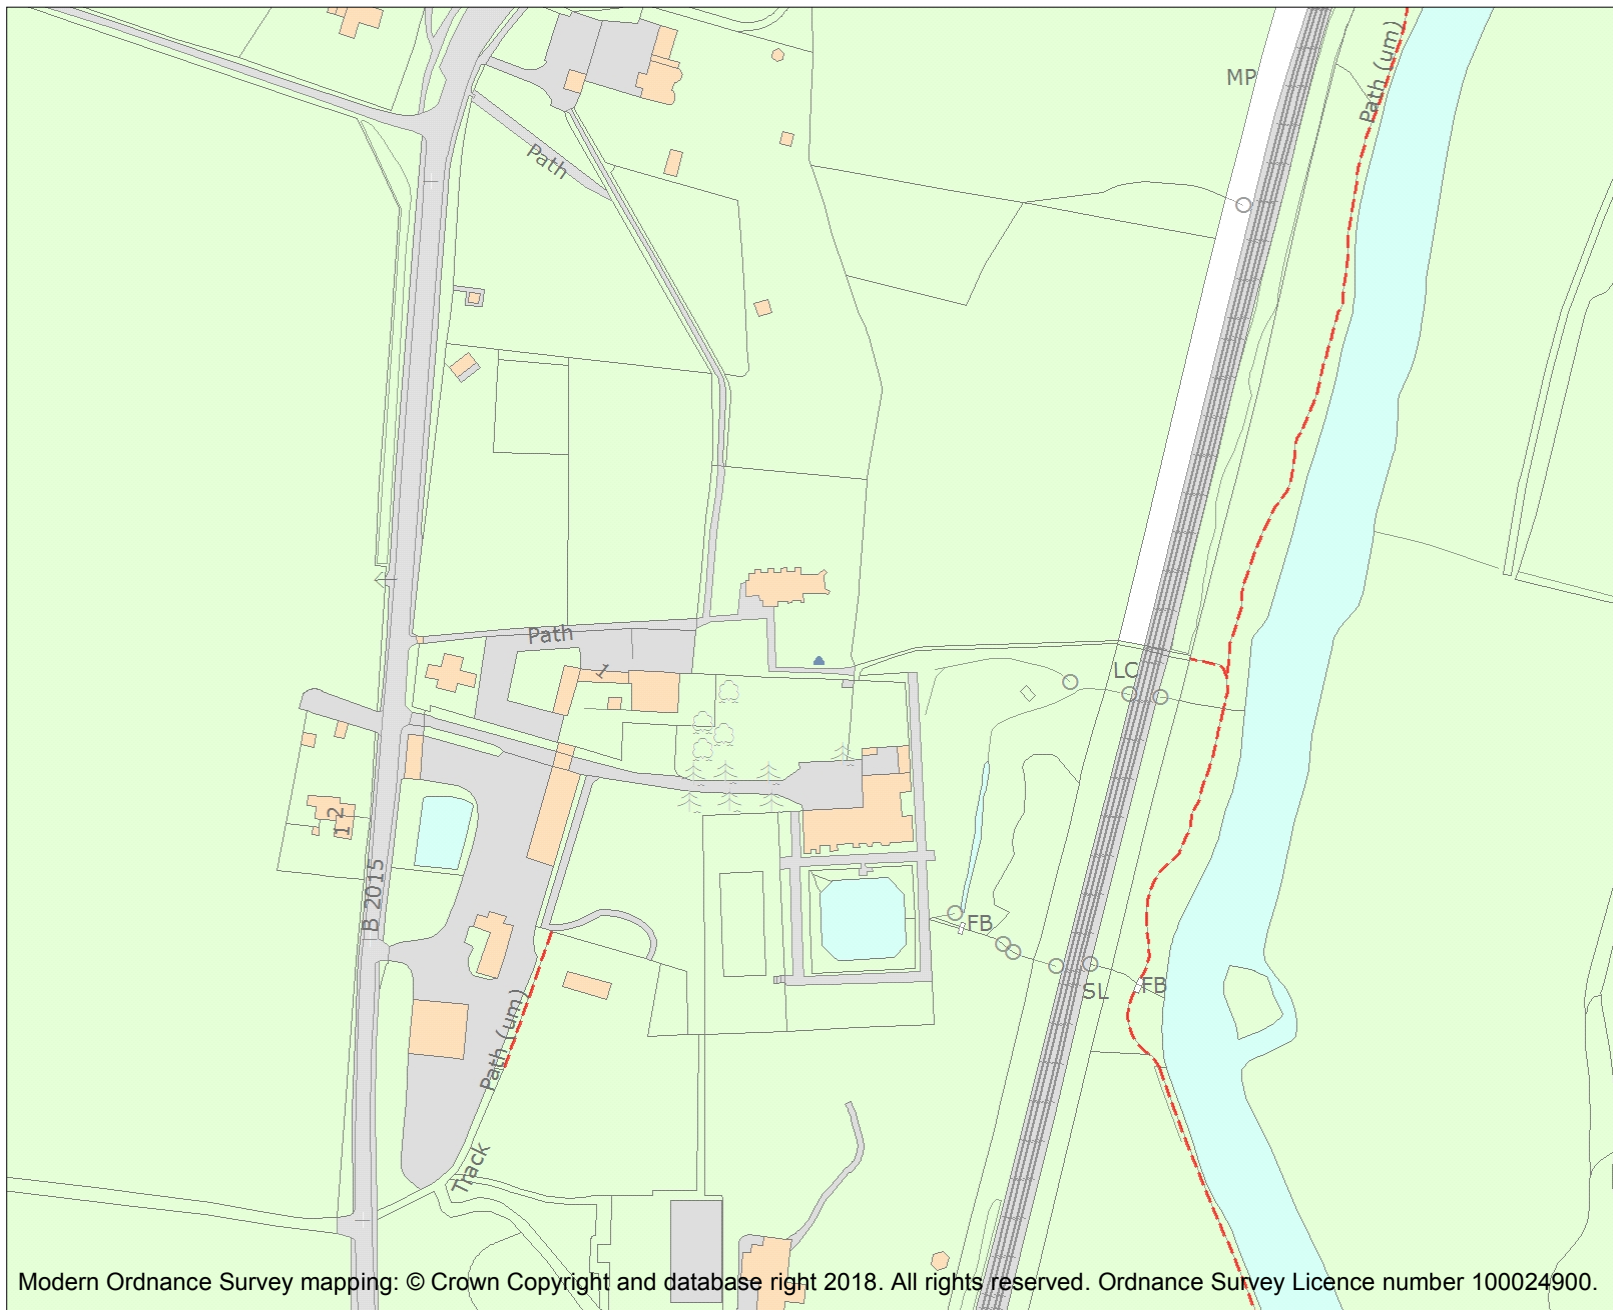 MP
Path (um)
Path
Path
1
LC
1 2
B 2015
FB
FB
SL
Path (um)
Track
Modern Ordnance Survey mapping: © Crown Copyright and database right 2018. All rights reserved. Ordnance Survey Licence number 100024900.